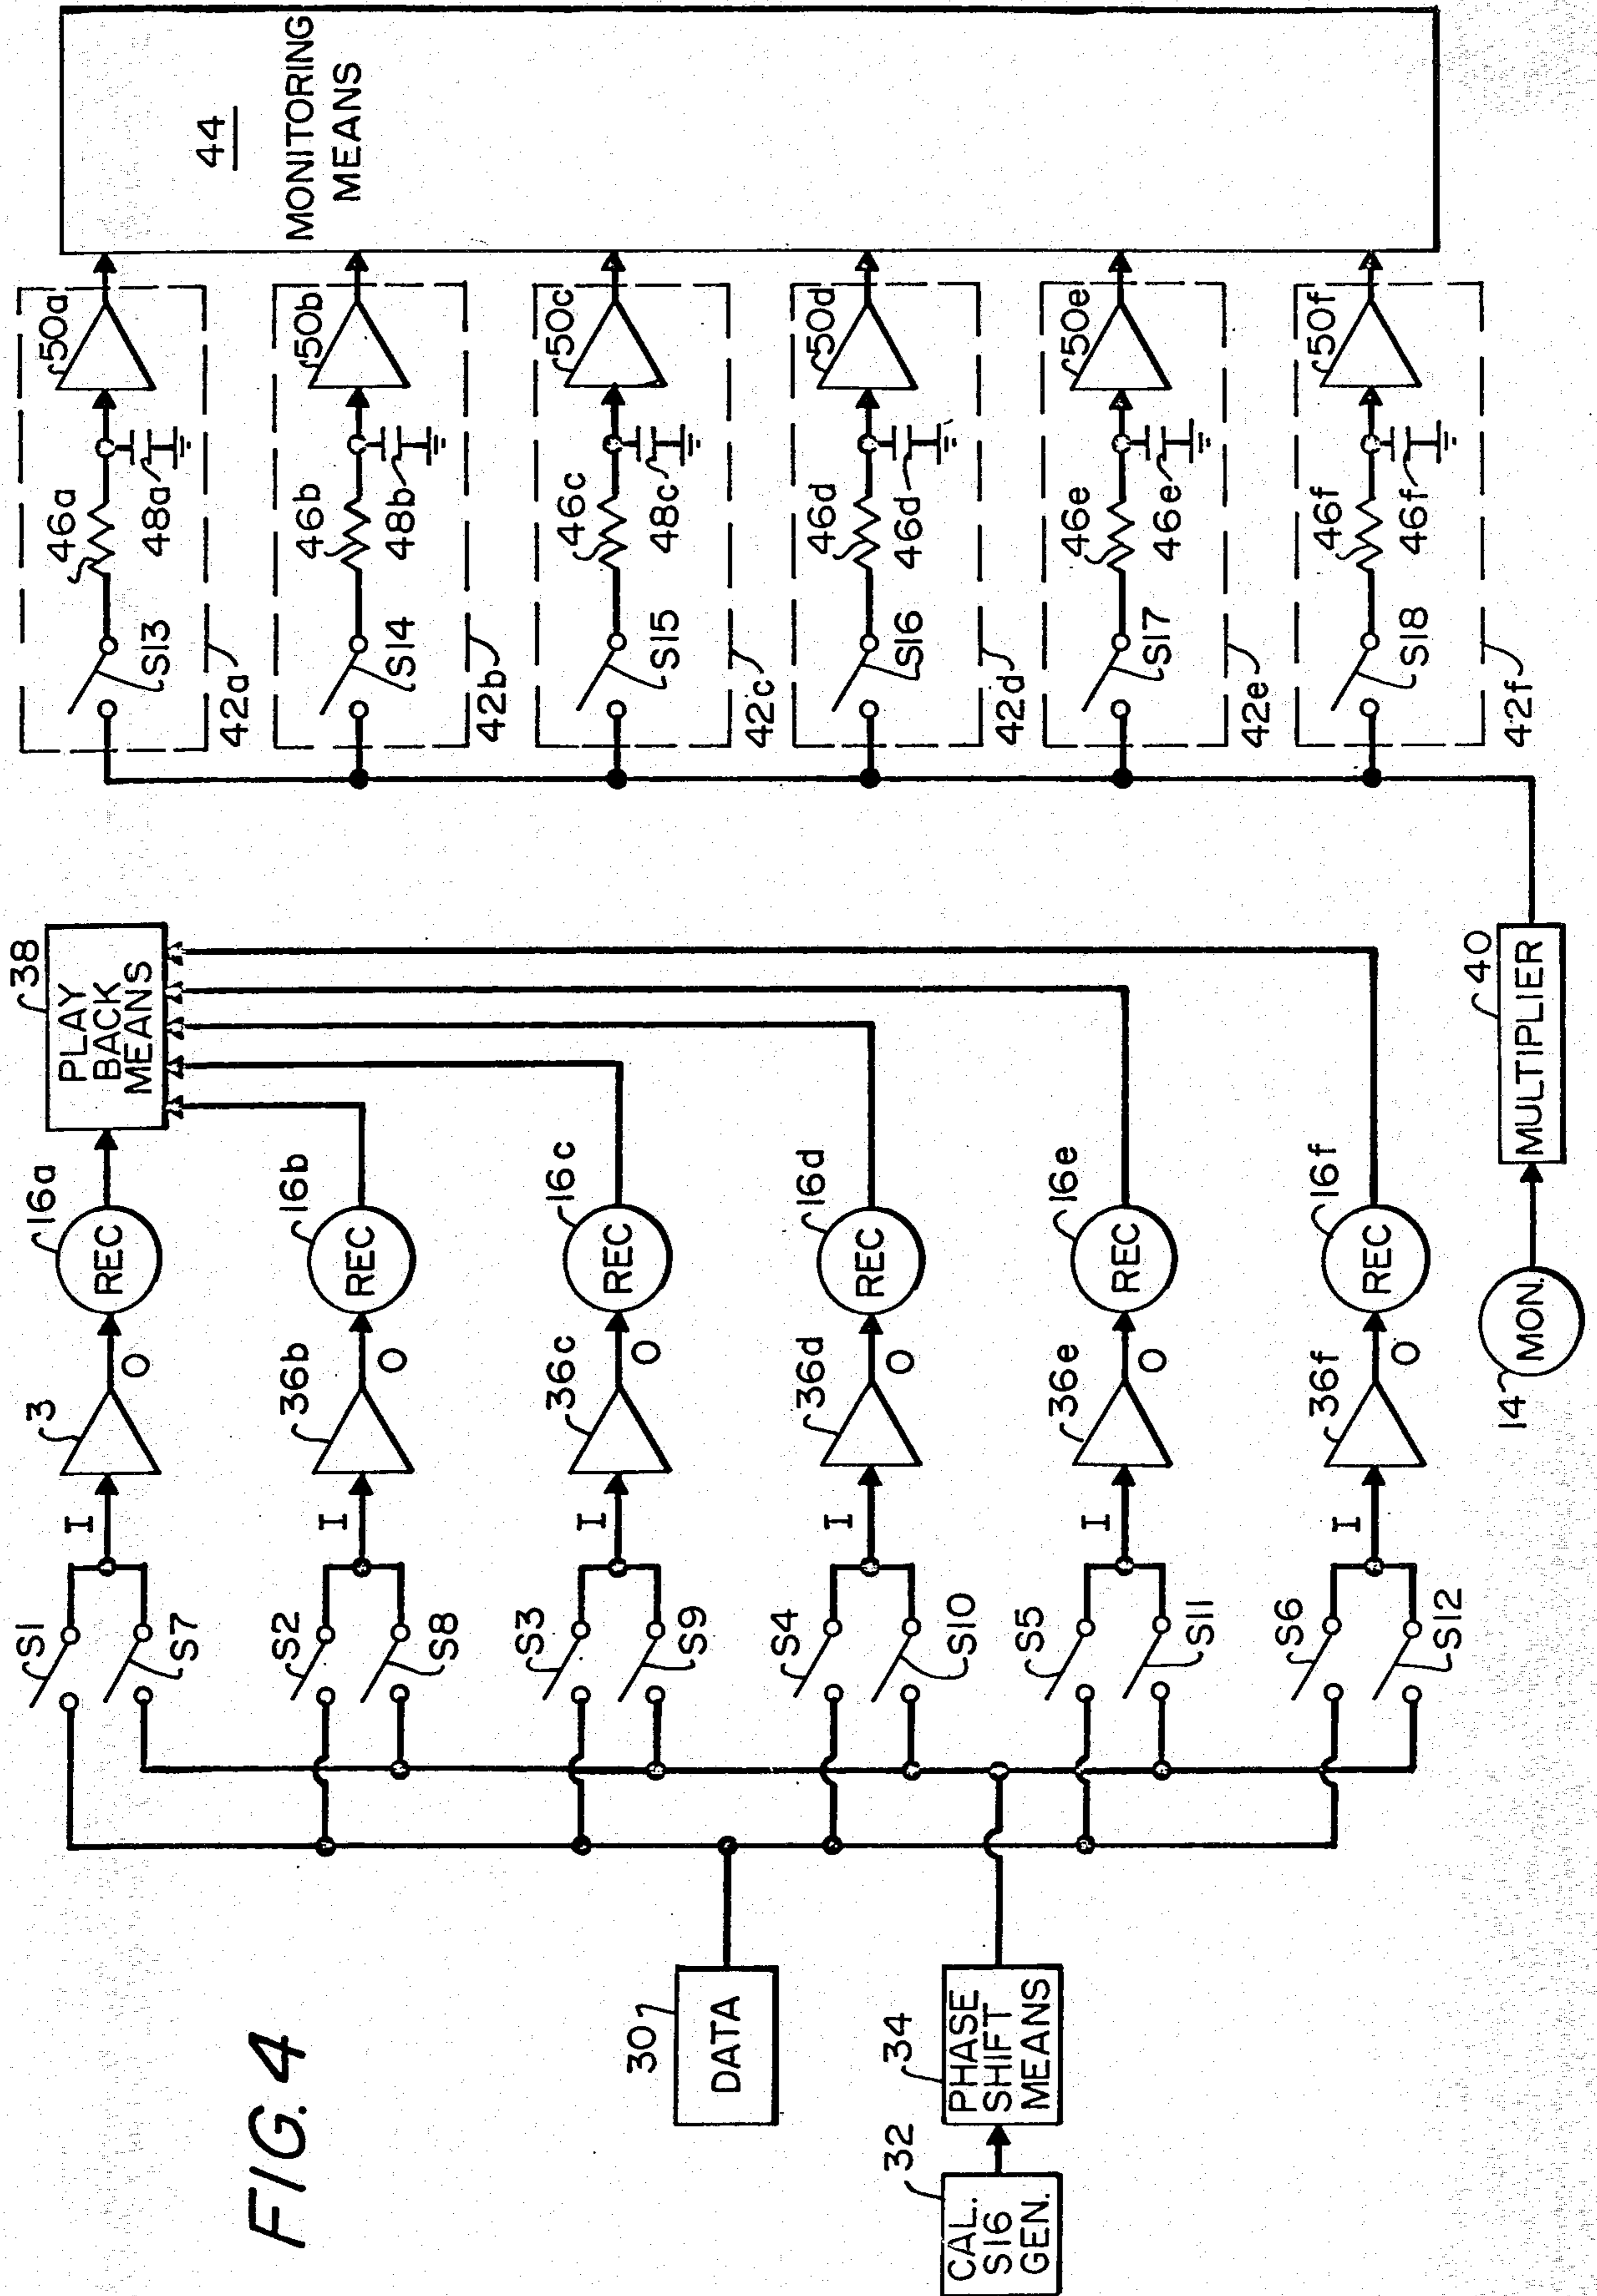 44
MONITORING
MEANS
50a
50b
50c
50d
50e
50f
46a
48a
46b
48b
46c
48c
46d
46d
46e
46e
46f
46f
S13
S14
S15
S16
S17
S18
42a
42b
42c
42d
42e
42f
38
PLAY
BACK
MEANS
40
MULTIPLIER
16a
REC
16b
REC
16c
REC
16d
REC
16e
REC
16f
REC
14
MON.
3
O
36b
O
36c
O
36d
O
36e
O
36f
O
I
I
I
I
I
I
S1
S7
S2
S8
S3
S9
S4
S10
S5
S11
S6
S12
30
DATA
34
PHASE
SHIFT
MEANS
32
CAL..
S16
GEN.
FIG. 4